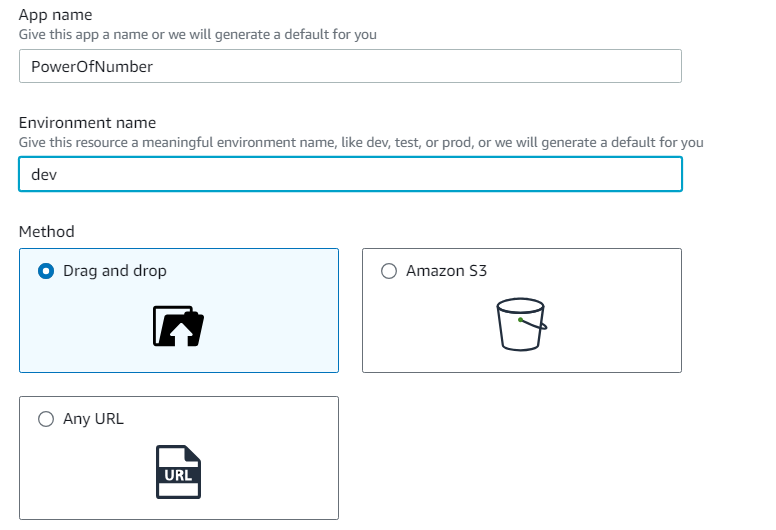 App name
Give this app a name or we will generate a default for you
PowerOfNumber
Environment name
Give this resource a meaningful environment name, like dev, test, or prod, or we will generate a default for you
dev
Method
Drag and drop
Amazon S3
Any URL
URL